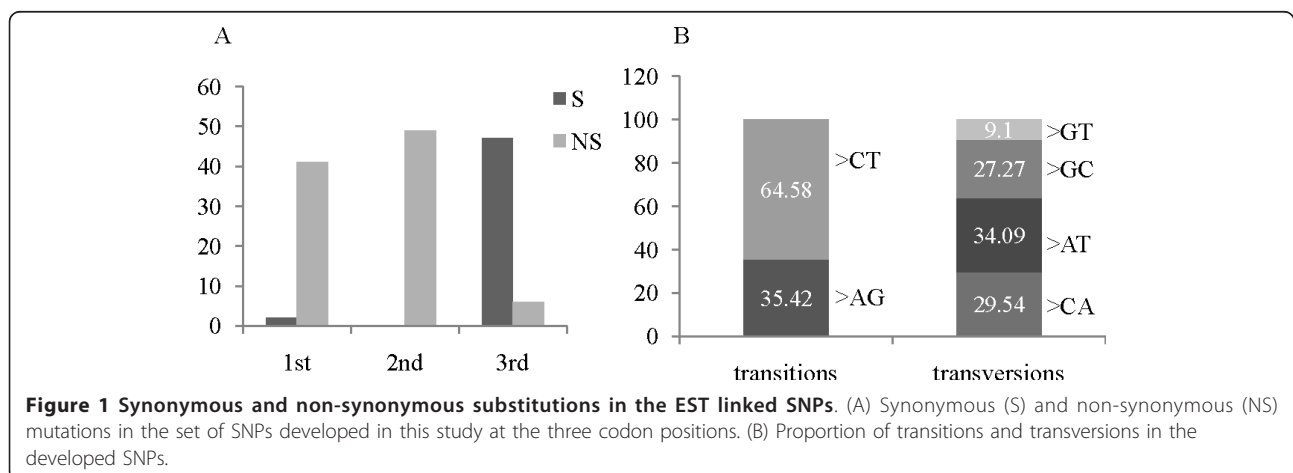 A
60
50
40
30
20
10
0
1st 2nd 3rd
S
NS
B
120
100
80
60
40
20
0
64.58
35.42
>CT
>AG
9.1
27.27
34.09
29.54
>GT
>GC
>AT
>CA
transitions transversions
Figure 1 Synonymous and non-synonymous substitutions in the EST linked SNPs. (A) Synonymous (S) and non-synonymous (NS)
mutations in the set of SNPs developed in this study at the three codon positions. (B) Proportion of transitions and transversions in the
developed SNPs.